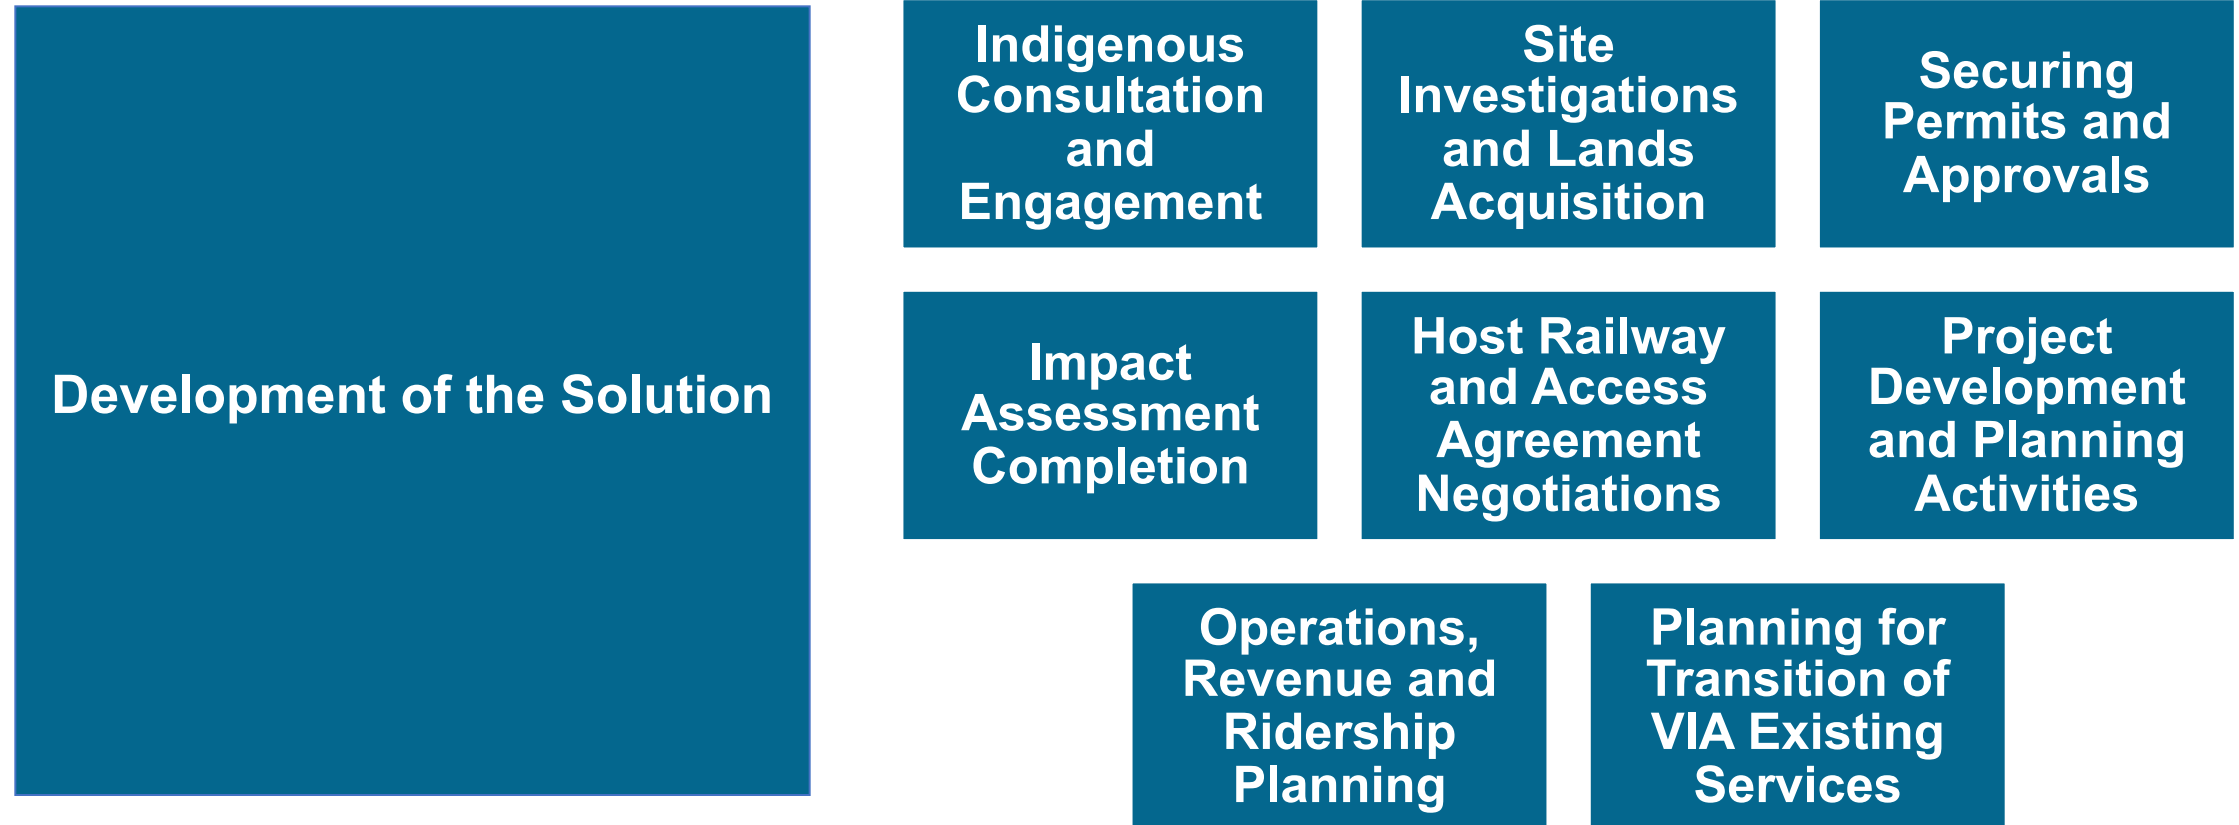 Development of the Solution
Indigenous
Consultation
and
Engagement
Site
Investigations
and Lands
Acquisition
Securing
Permits and
Approvals
Impact
Assessment
Completion
Host Railway
and Access
Agreement
Negotiations
Project
Development
and Planning
Activities
Operations,
Revenue and
Ridership
Planning
Planning for
Transition of
VIA Existing
Services